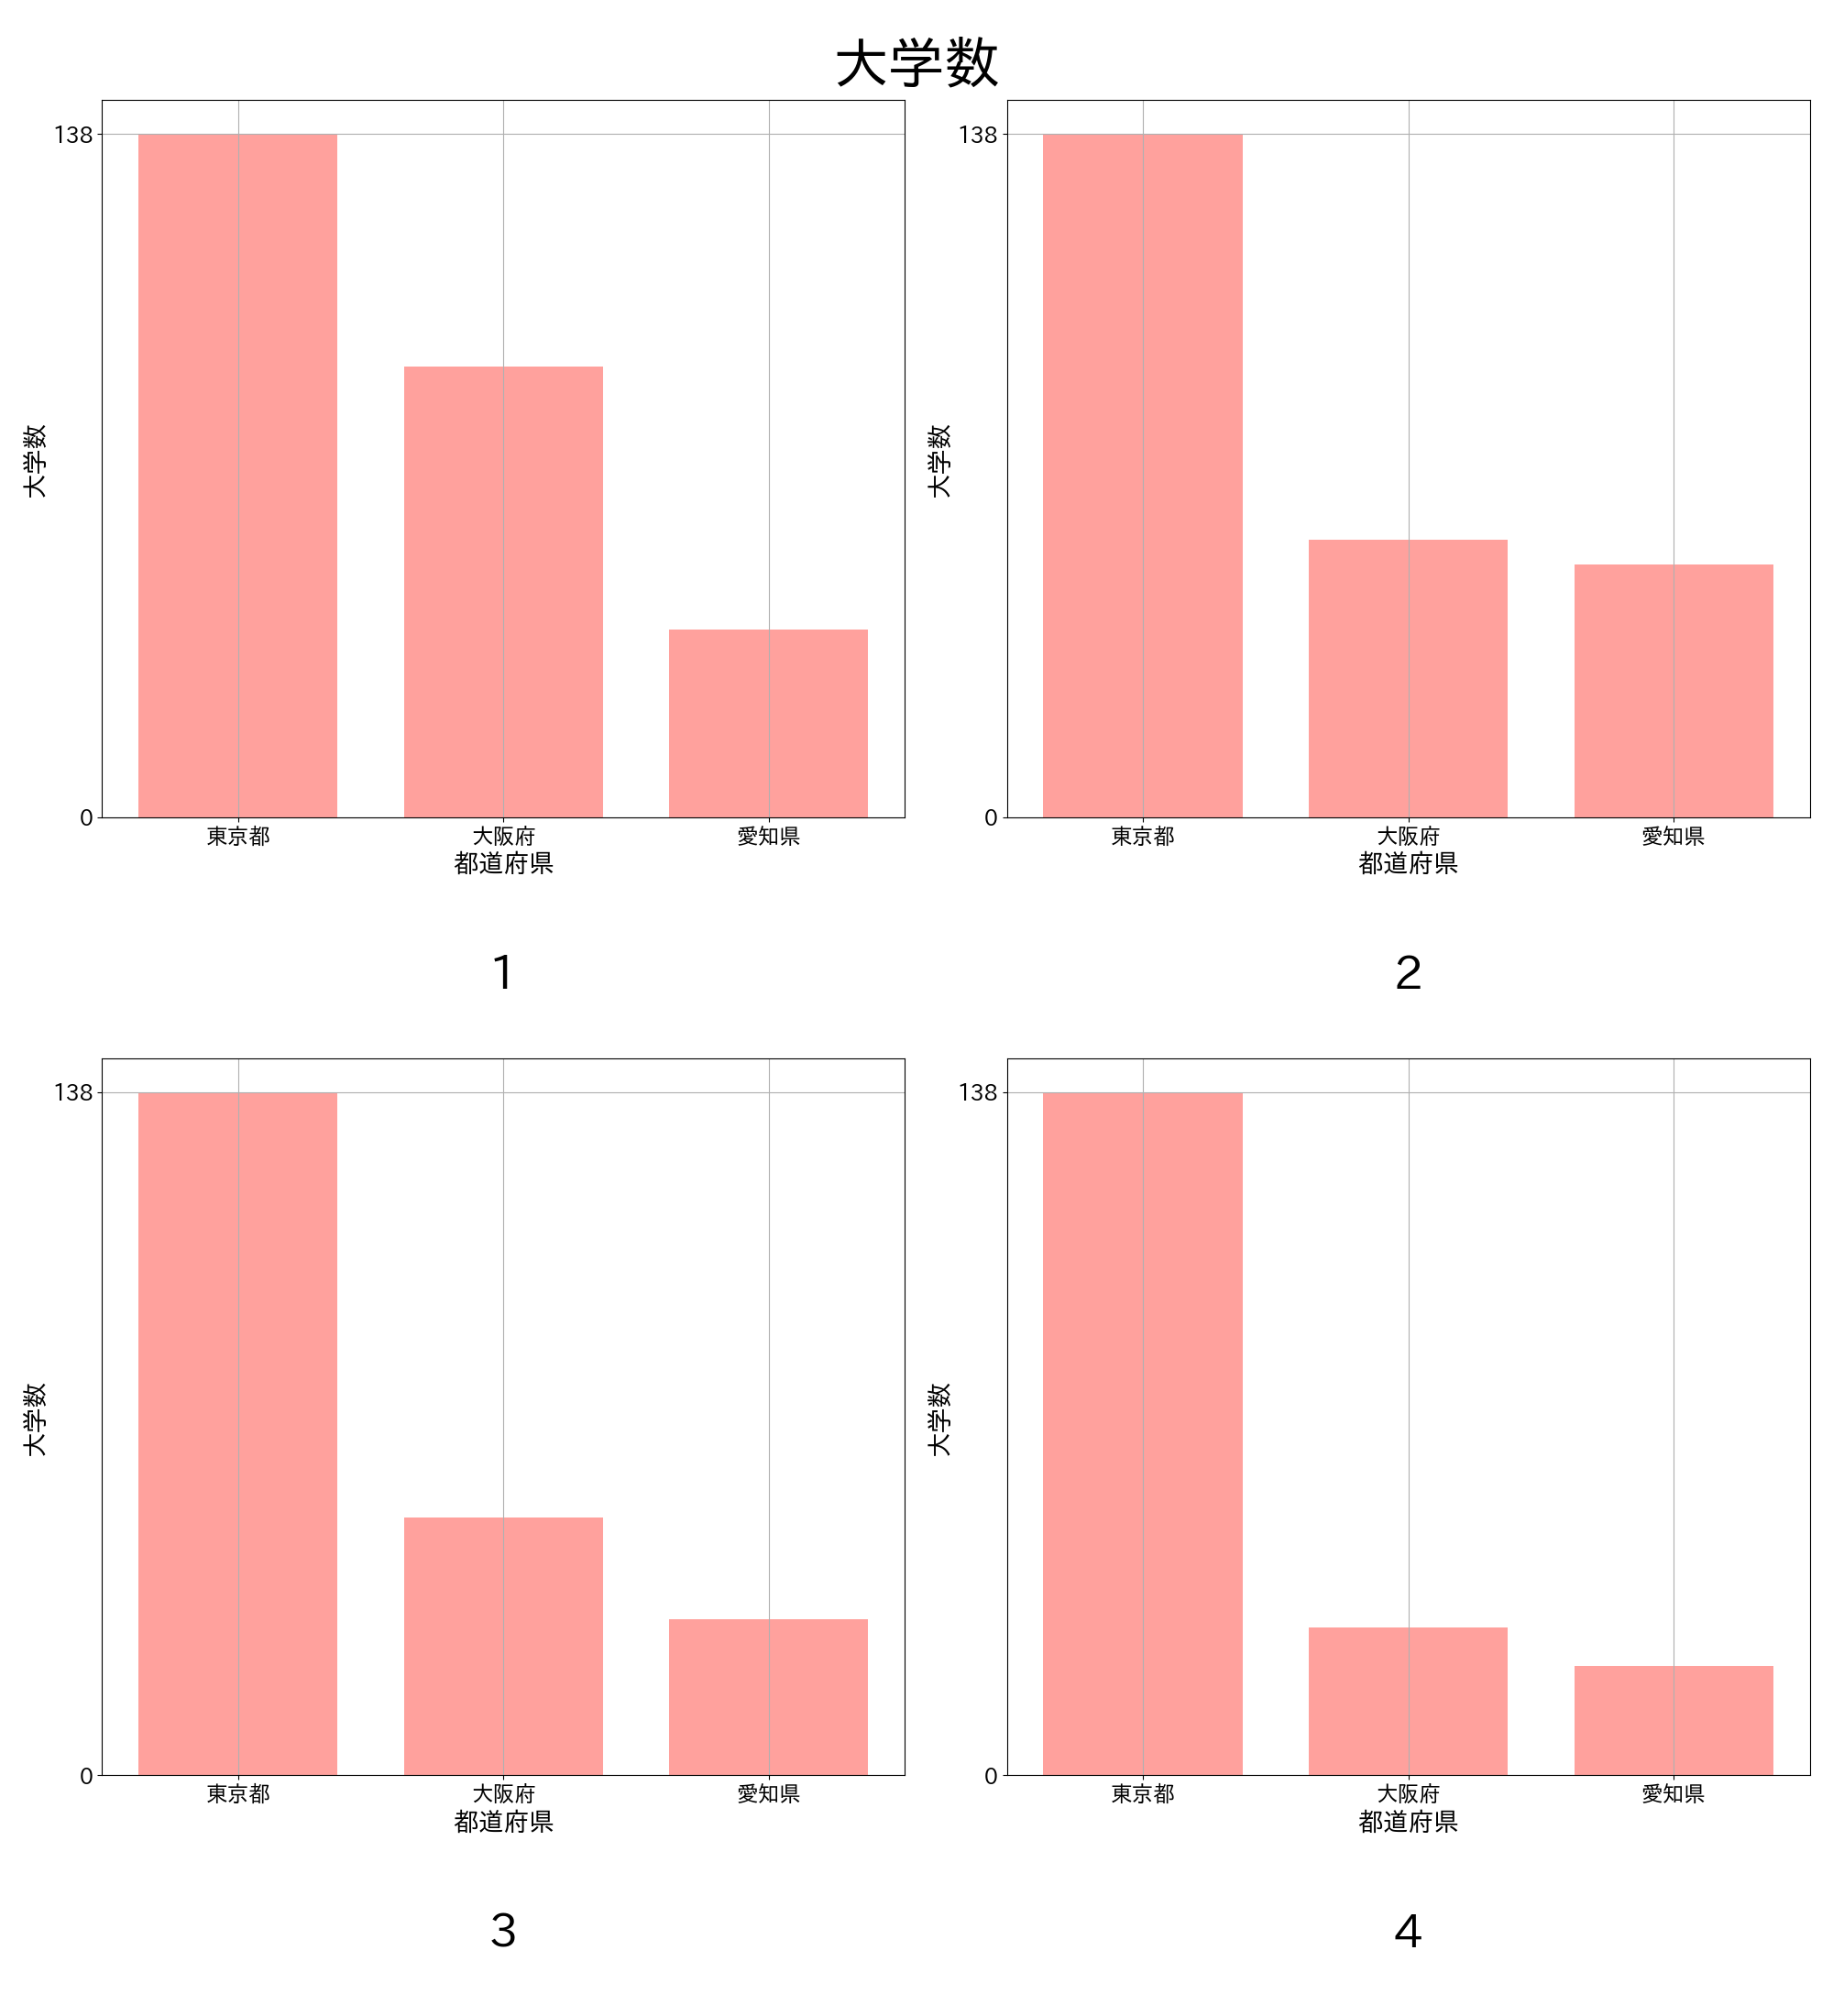 大学数
138
0
大学数
東京都 大阪府 愛知県
都道府県
1
138
0
大学数
東京都 大阪府 愛知県
都道府県
2
138
0
大学数
東京都 大阪府 愛知県
都道府県
3
138
0
大学数
東京都 大阪府 愛知県
都道府県
4